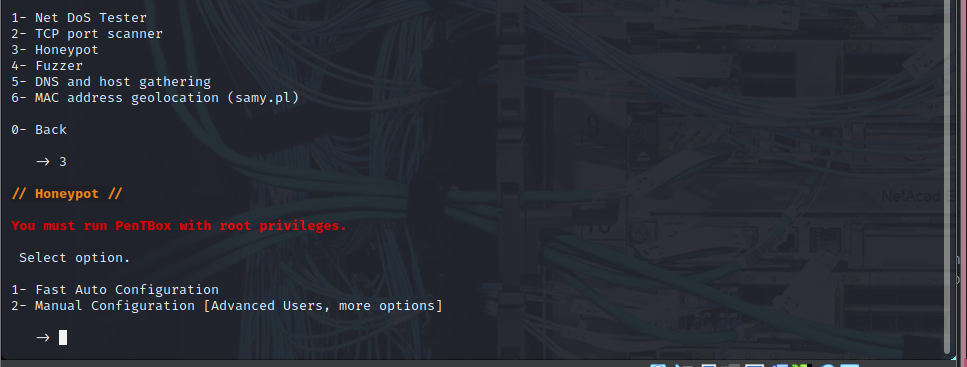 1- Net DoS Tester
2- TCP port scanner
3- Honeypot
4- Fuzzer
5- DNS and host gathering
6- MAC address geolocation (samy.pl)
0- Back
→ 3
// Honeypot //
NetAcad
You must run PenTBox with root privileges.
Select option.
1- Fast Auto Configuration
2- Manual Configuration [Advanced Users, more options]
→